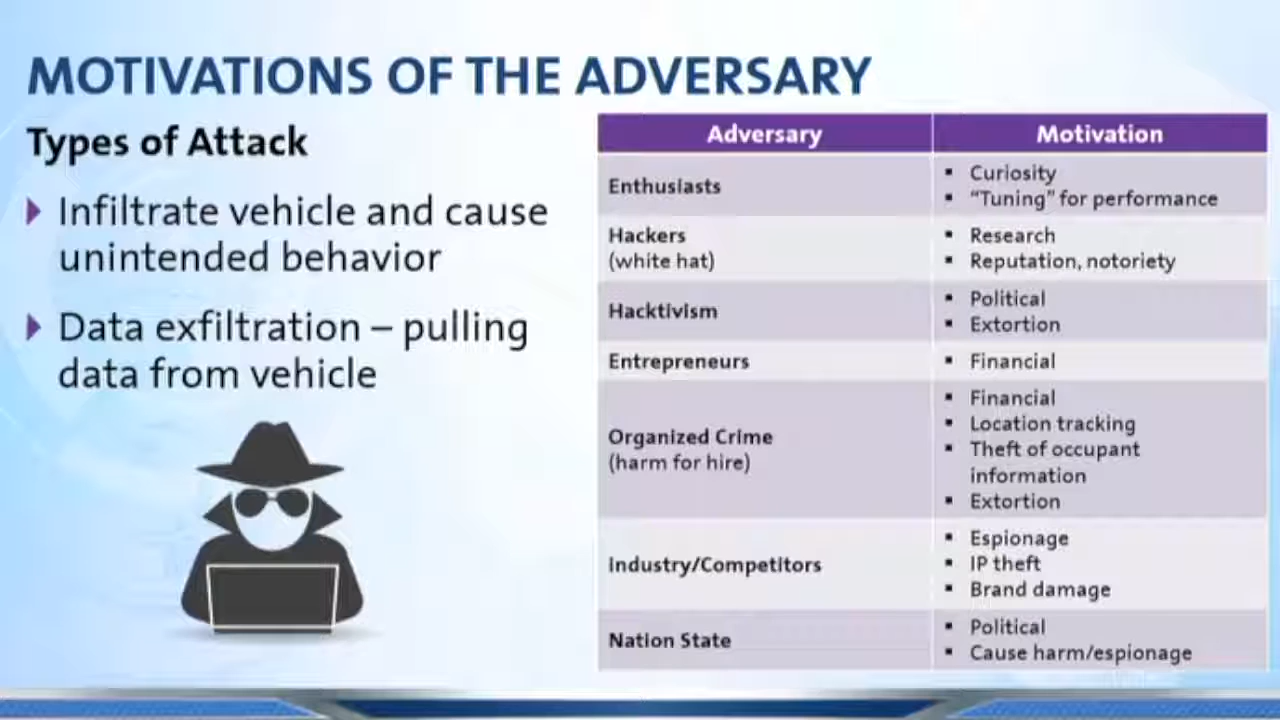 MOTIVATIONS OF THE ADVERSARY
Types of Attack
Infiltrate vehicle and cause
unintended behavior
Data exfiltration – pulling
data from vehicle
Adversary
Motivation
Enthusiasts
▪ Curiosity
▪ “Tuning” for performance
Hackers
(white hat)
▪ Research
▪ Reputation, notoriety
Hacktivism
▪ Political
▪ Extortion
Entrepreneurs
▪ Financial
Organized Crime
(harm for hire)
▪ Financial
▪ Location tracking
▪ Theft of occupant
information
▪ Extortion
Industry/Competitors
▪ Espionage
▪ IP theft
▪ Brand damage
Nation State
▪ Political
▪ Cause harm/espionage